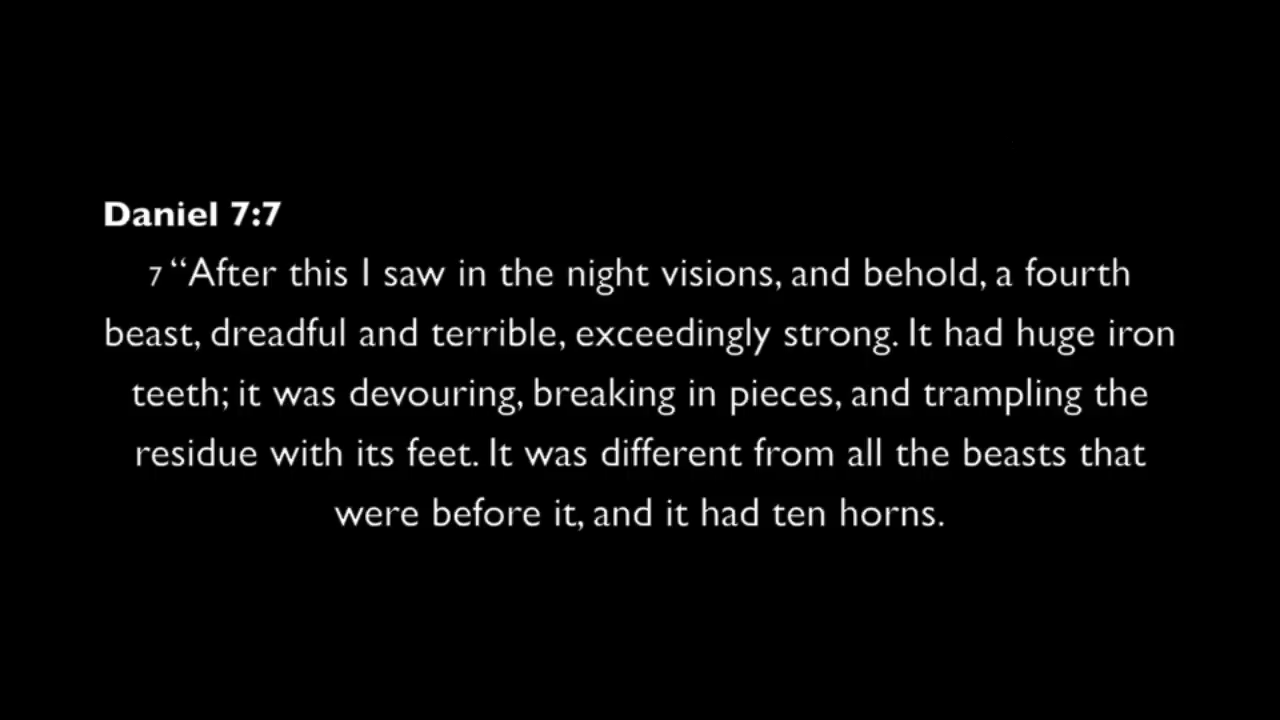 Daniel 7:7
7 “After this I saw in the night visions, and behold, a fourth
beast, dreadful and terrible, exceedingly strong. It had huge iron
teeth; it was devouring, breaking in pieces, and trampling the
residue with its feet. It was different from all the beasts that
were before it, and it had ten horns.